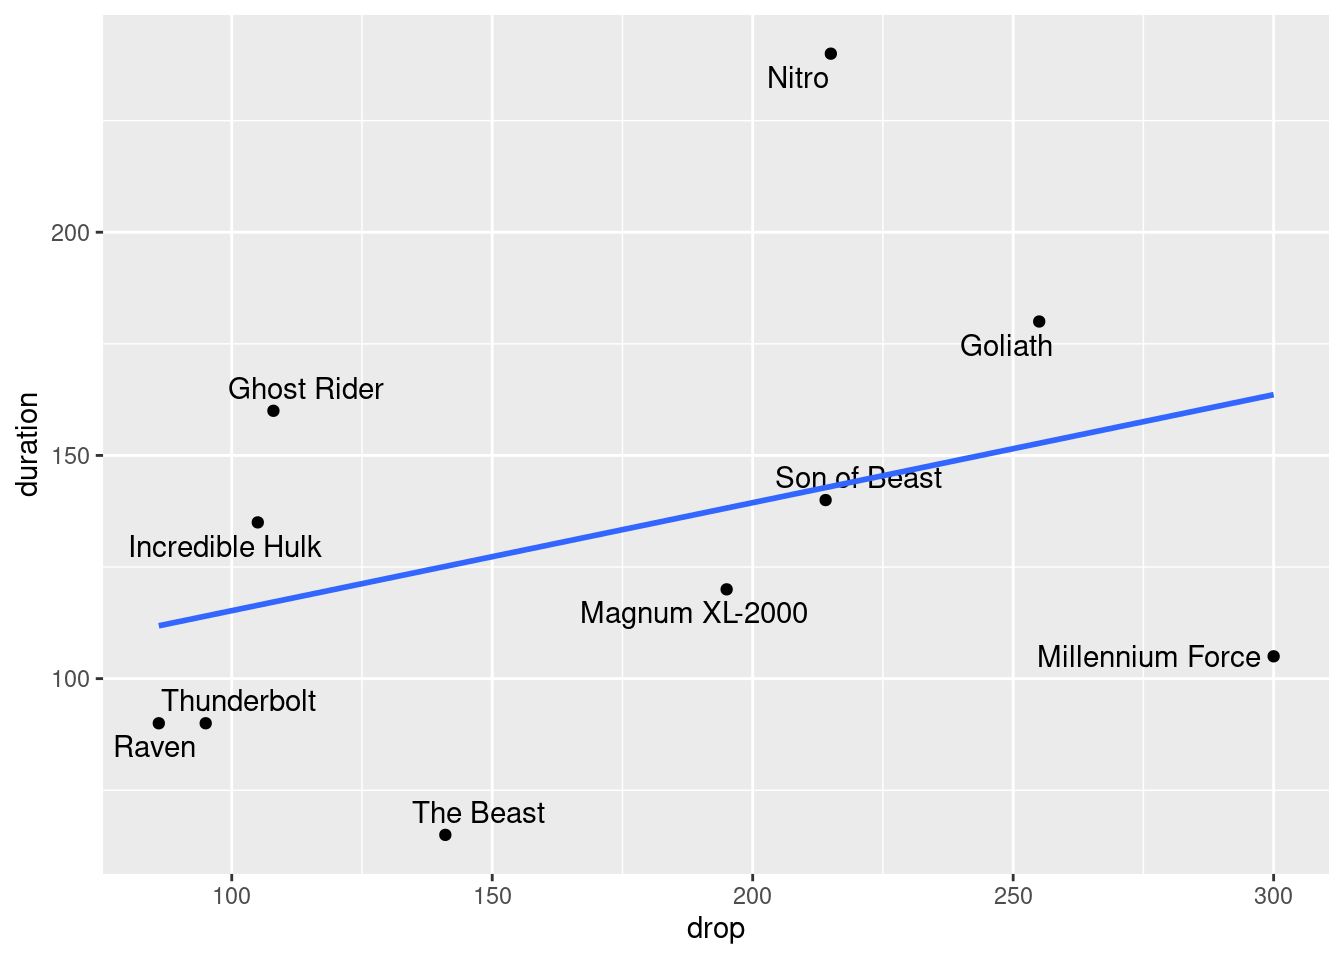 Nitro
200
Goliath
Ghost Rider
150
Son of Beast
Incredible Hulk
Magnum XL-2000
Millennium Force
100
Thunderbolt
Raven
The Beast
duration
100 150 200 250 300
drop